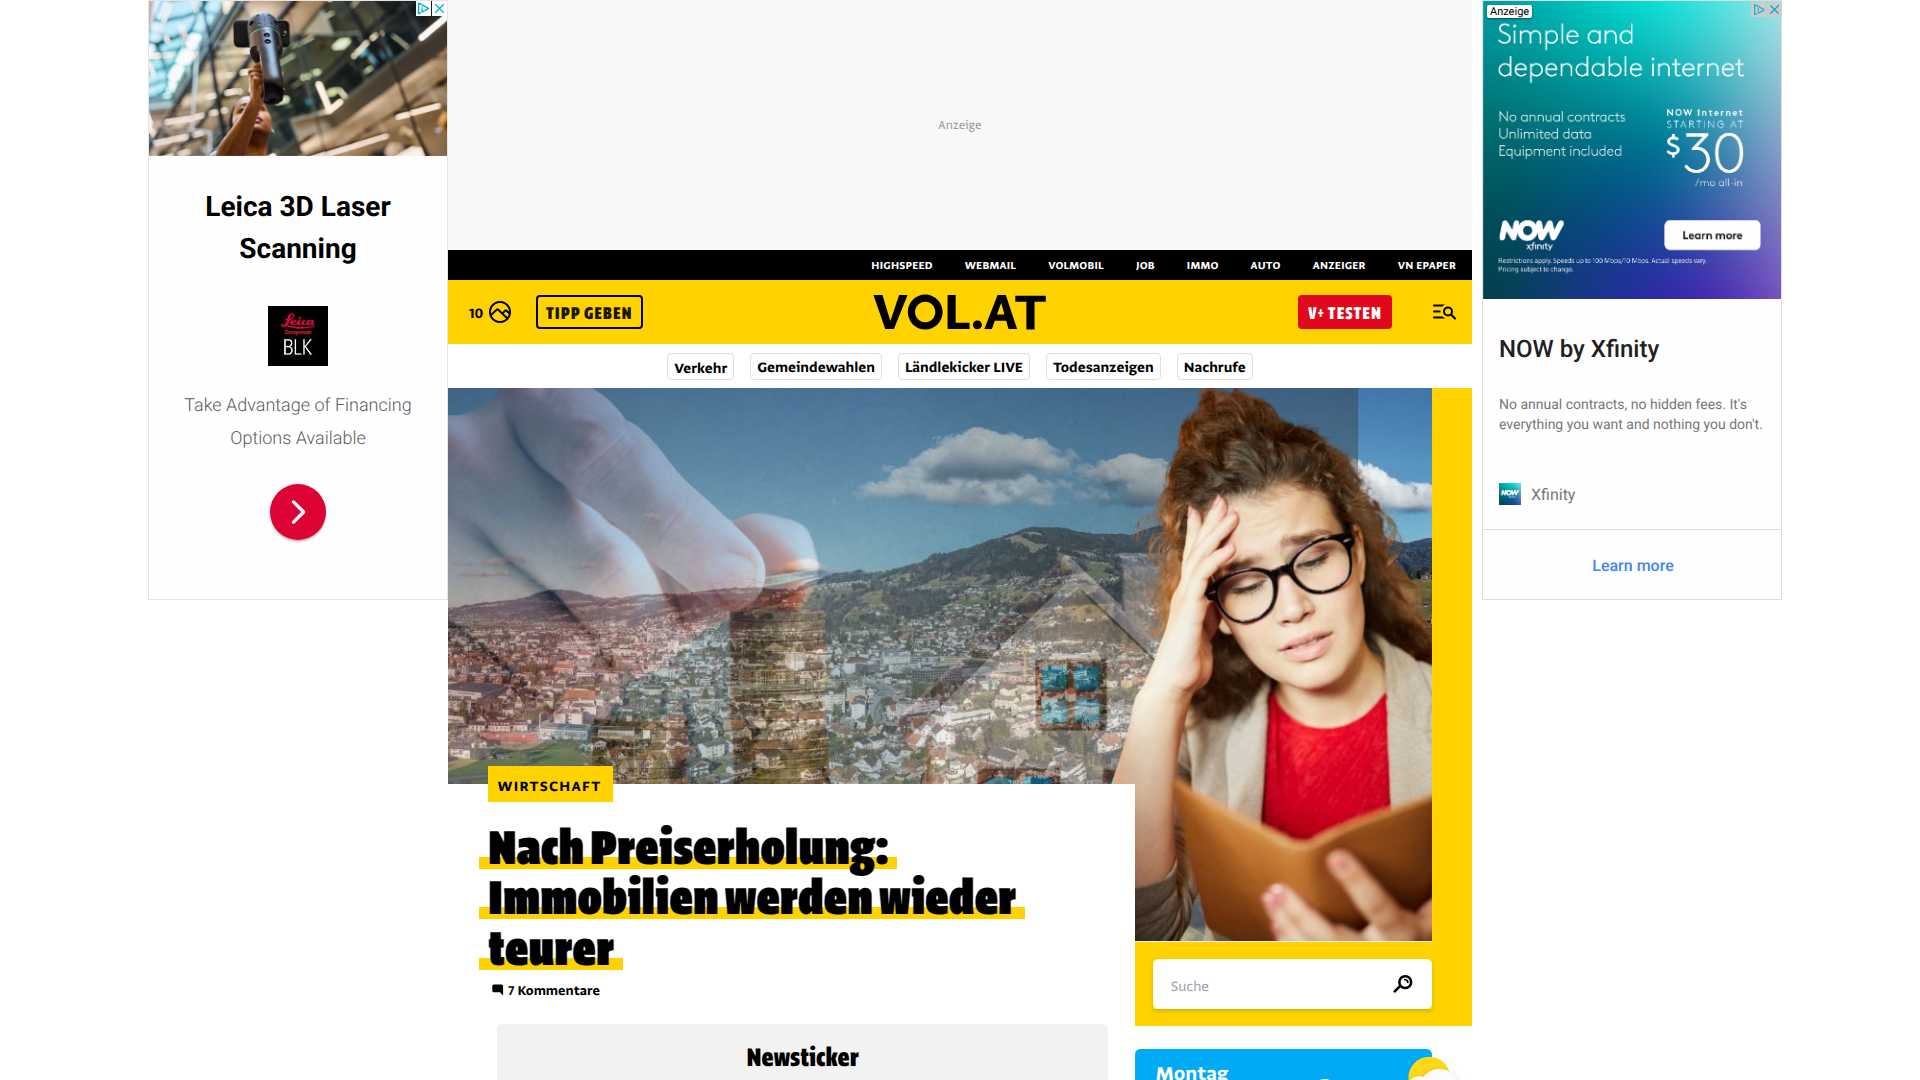 Leica 3D Laser
Scanning
Leica
BLK
Take Advantage of Financing
Options Available
Anzeige
HIGHSPEED WEBMAIL VOLMOBIL JOB IMMO AUTO ANZEIGER VN EPAPER
10 TIPP GEBEN VOL.AT V+ TESTEN
Verkehr Gemeindewahlen Ländlekicker LIVE Todesanzeigen Nachrufe
WIRTSCHAFT
Nach Preiserholung:
Immobilien werden wieder
teurer
7 Kommentare
Newsticker
Suche
Montag
Anzeige
Simple and
dependable internet
No annual contracts
Unlimited data
Equipment included
NOW Internet
STARTING AT
$30
/mo all-in
NOW
xfinity
Learn more
Restrictions apply. Speeds up to 100 Mbps/10 Mbps. Actual speeds vary.
Pricing subject to change.
NOW by Xfinity
No annual contracts, no hidden fees. It's
everything you want and nothing you don't.
NOW Xfinity
Learn more